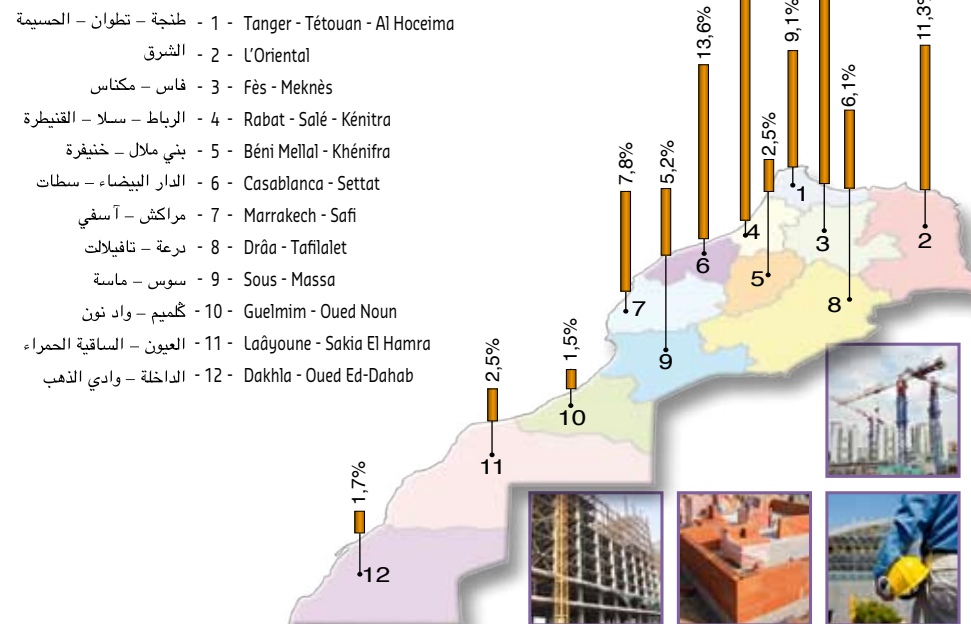 طنجة – تطوان – الحسيمة - 1 - Tanger - Tétouan - Al Hoceima
الشرق - 2 - L'Oriental
فاس – مكناس - 3 - Fès - Meknès
الرباط – سلا – القنيطرة - 4 - Rabat - Salé - Kénitra
بني ملال – خنيفرة - 5 - Béni Mellal - Khénifra
الدار البيضاء – سطات - 6 - Casablanca - Settat
مراكش – آسفي - 7 - Marrakech - Safi
درعة – تافيلالت - 8 - Drâa - Tafilalet
سوس – ماسة - 9 - Sous - Massa
ڭلميم – واد نون - 10 - Guelmim - Oued Noun
العيون – الساقية الحمراء - 11 - Laâyoune - Sakia El Hamra
الداخلة – وادي الذهب - 12 - Dakhla - Oued Ed-Dahab
13,6%
9,1%
11,3%
6,1%
2,5%
7,8%
5,2%
1
2
3
4
5
6
7
8
9
1,5%
10
2,5%
11
1,7%
12